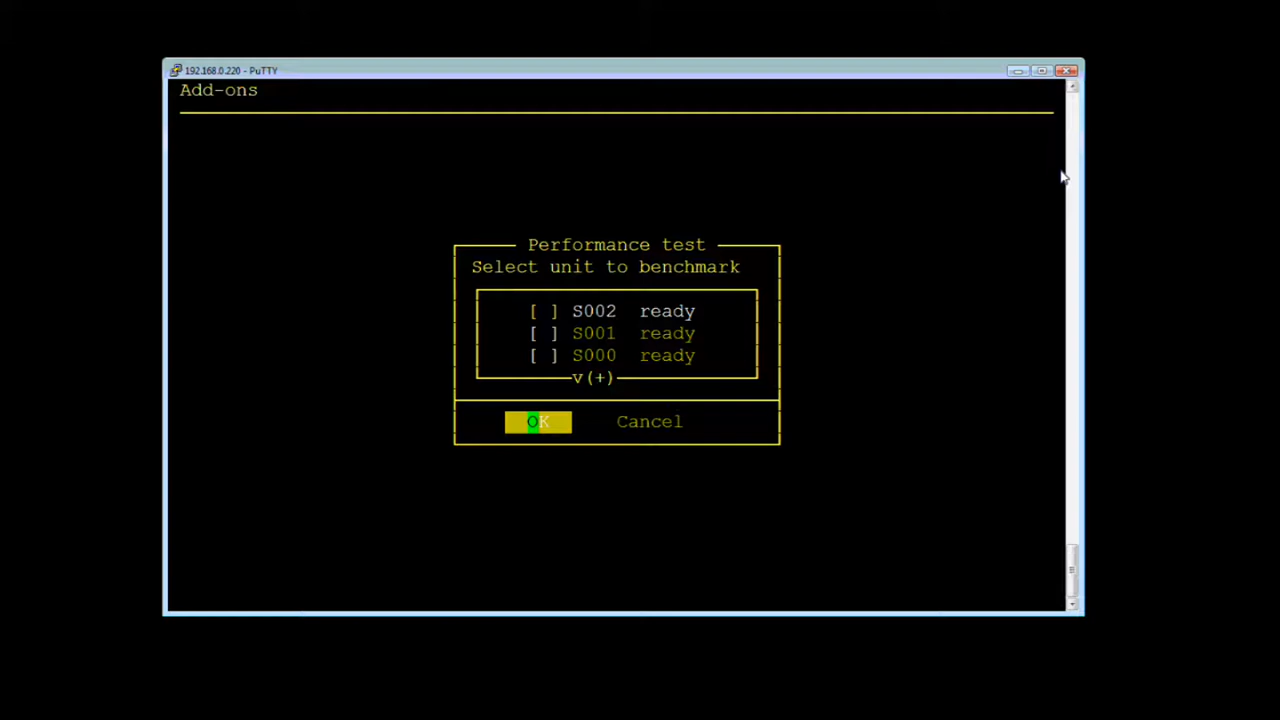 192.168.0.220 - PuTTY
Add-ons
Performance test
Select unit to benchmark
[ ] S002 ready
[ ] S001 ready
[ ] S000 ready
v(+)
OK Cancel